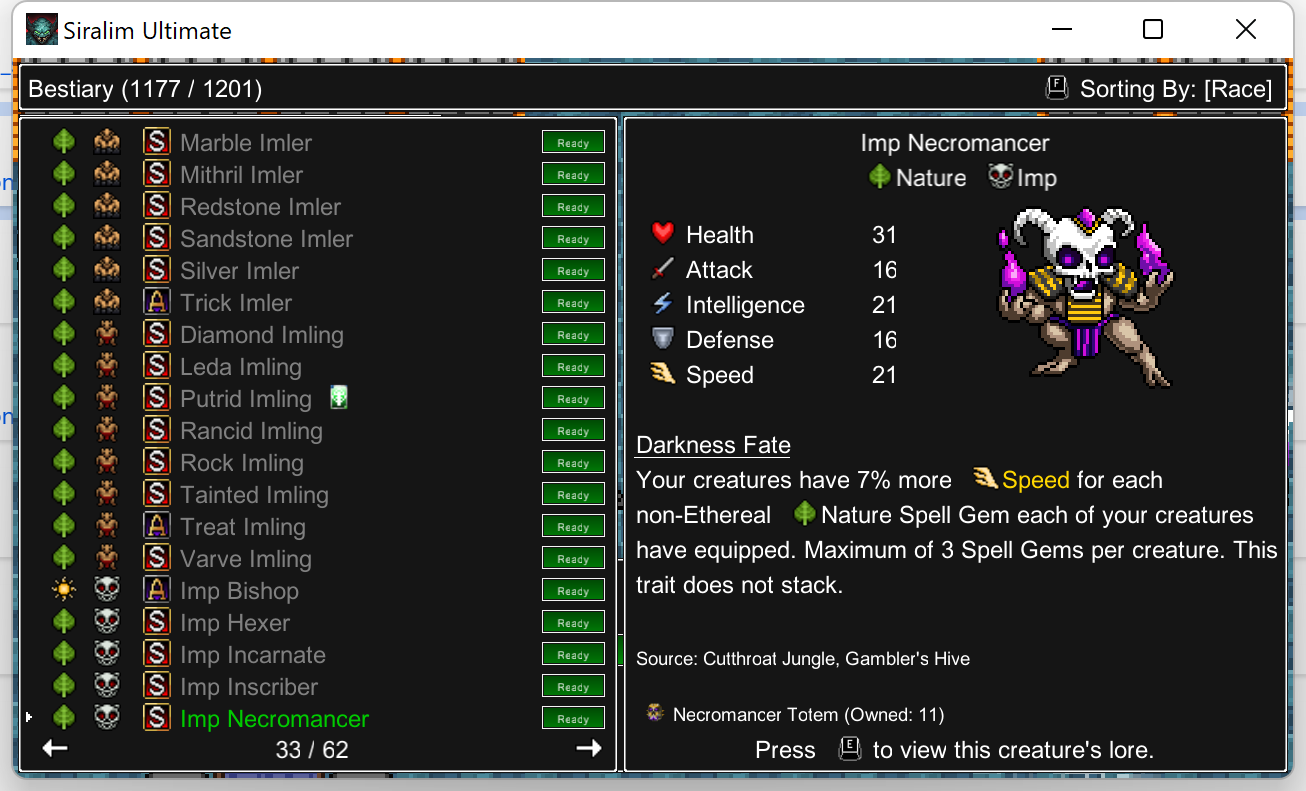 Siralim Ultimate
Bestiary (1177 / 1201)
F Sorting By: [Race]
S Marble Imler Ready
S Mithril Imler Ready
S Redstone Imler Ready
S Sandstone Imler Ready
S Silver Imler Ready
A Trick Imler Ready
S Diamond Imling Ready
S Leda Imling Ready
S Putrid Imling Ready
S Rancid Imling Ready
S Rock Imling Ready
S Tainted Imling Ready
A Treat Imling Ready
S Varve Imling Ready
A Imp Bishop Ready
S Imp Hexer Ready
S Imp Incarnate Ready
S Imp Inscriber Ready
S Imp Necromancer Ready
33 / 62
Imp Necromancer
Nature Imp
Health 31
Attack 16
Intelligence 21
Defense 16
Speed 21
Darkness Fate
Your creatures have 7% more Speed for each
non-Ethereal Nature Spell Gem each of your creatures
have equipped. Maximum of 3 Spell Gems per creature. This
trait does not stack.
Source: Cutthroat Jungle, Gambler's Hive
Necromancer Totem (Owned: 11)
Press E to view this creature's lore.